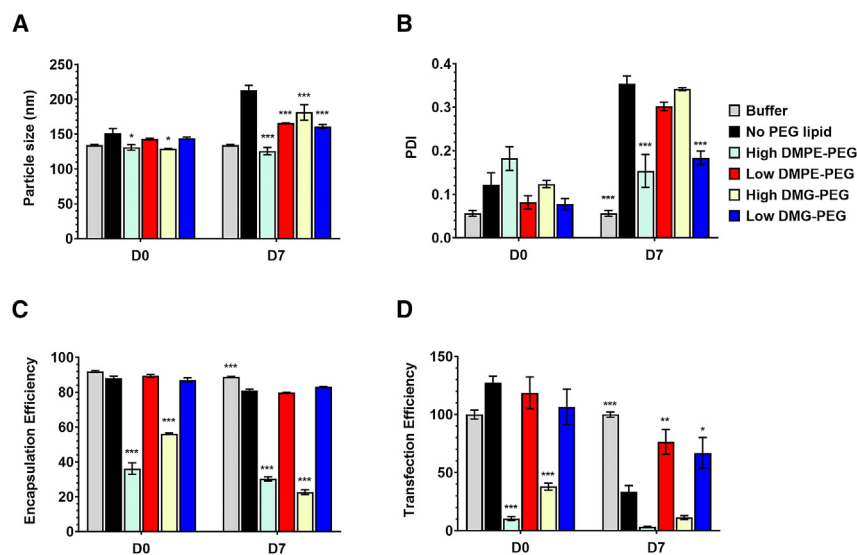 A
Particle size (nm)
250
200
150
100
50
0
*
*
***
***
***
***
D0
D7
B
PDI
0.4
0.3
0.2
0.1
0.0
***
***
***
D0
D7
Buffer
No PEG lipid
High DMPE-PEG
Low DMPE-PEG
High DMG-PEG
Low DMG-PEG
C
Encapsulation Efficiency
100
80
60
40
20
0
***
***
***
***
***
D0
D7
D
Transfection Efficiency
150
100
50
0
***
***
***
**
*
D0
D7